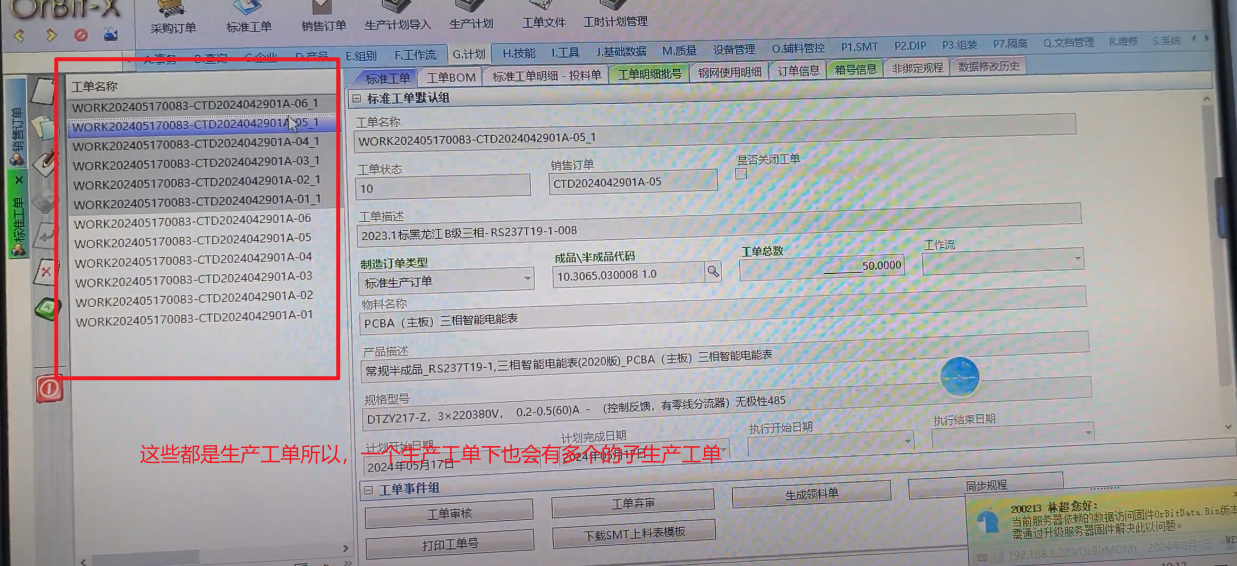 OrBit-X
采购订单 标准工单 销售订单 生产计划导入 生产计划 工单文件 工时计划管理
A.事务 B.查询 C.企业 D.产品 E.组别 F.工作流 G.计划 H.技能 I.工具 J.基础数据 M.质量 设备管理 O.辅料管控 P1.SMT P2.DIP P3.组装 P7.隔离 Q.文档管理 R.维修 S.系统
标准工单 工单BOM 标准工单明细 - 投料单 工单明细批号 钢网使用明细 订单信息 箱号信息 非绑定规程 数据修改历史
销售订单
标准工单
工单名称
WORK202405170083-CTD2024042901A-06_1
WORK202405170083-CTD2024042901A-05_1
WORK202405170083-CTD2024042901A-04_1
WORK202405170083-CTD2024042901A-03_1
WORK202405170083-CTD2024042901A-02_1
WORK202405170083-CTD2024042901A-01_1
WORK202405170083-CTD2024042901A-06
WORK202405170083-CTD2024042901A-05
WORK202405170083-CTD2024042901A-04
WORK202405170083-CTD2024042901A-03
WORK202405170083-CTD2024042901A-02
WORK202405170083-CTD2024042901A-01
标准工单默认组
工单名称
WORK202405170083-CTD2024042901A-05_1
工单状态 销售订单 是否关闭工单
10 CTD2024042901A-05
工单描述
2023.1标黑龙江B级三相- RS237T19-1-008
制造订单类型 成品\半成品代码 工单总数 工作流
标准生产订单 10.3065.030008 1.0 50.0000
物料名称
PCBA（主板）三相智能电能表
产品描述
常规半成品_RS237T19-1,三相智能电能表(2020版)_PCBA（主板）三相智能电能表
规格型号
DTZY217-Z，3×220380V， 0.2-0.5(60)A - （控制反馈，有零线分流器）无极性485
计划开始日期 计划完成日期 执行开始日期 执行结束日期
2024年05月17日 2024年05月17日
这些都是生产工单所以，一个生产工单下也会有多个的子生产工单
工单事件组
工单审核 工单弃审 生成领料单 同步规程
打印工单号 下载SMT上料表模板
200213 林超您好:
当前服务器依赖的数据访问固件OrBitData Bin版本
需通过升级服务器固件解决此以问题。
192.168.1.223(OrBitMOM)